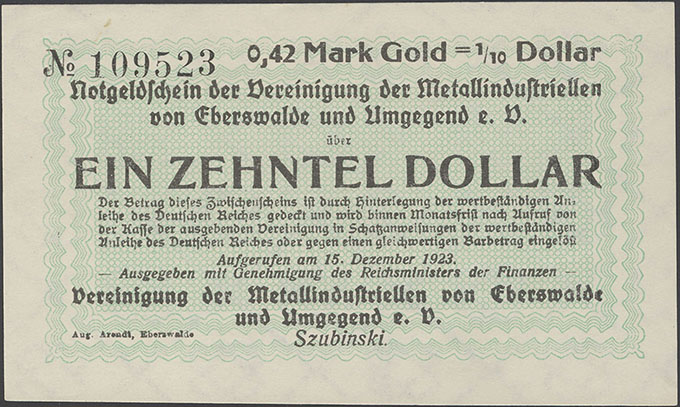 № 109523 0,42 Mark Gold = 1/10 Dollar
Notgeldschein der Vereinigung der Metallindustriellen
von Eberswalde und Umgegend e. V.
über
EIN ZEHNTEL DOLLAR
Der Betrag dieses Zwischenscheins ist durch Hinterlegung der wertbeständigen An-
leihe des Deutschen Reiches gedeckt und wird binnen Monatsfrist nach Aufruf von
der Kasse der ausgebenden Vereinigung in Schatzanweisungen der wertbeständigen
Anleihe des Deutschen Reiches oder gegen einen gleichwertigen Barbetrag eingelöst
Aufgerufen am 15. Dezember 1923.
— Ausgegeben mit Genehmigung des Reichsministers der Finanzen —
Vereinigung der Metallindustriellen von Eberswalde
und Umgegend e. V.
Szubinski.
Aug. Arendt, Eberswalde